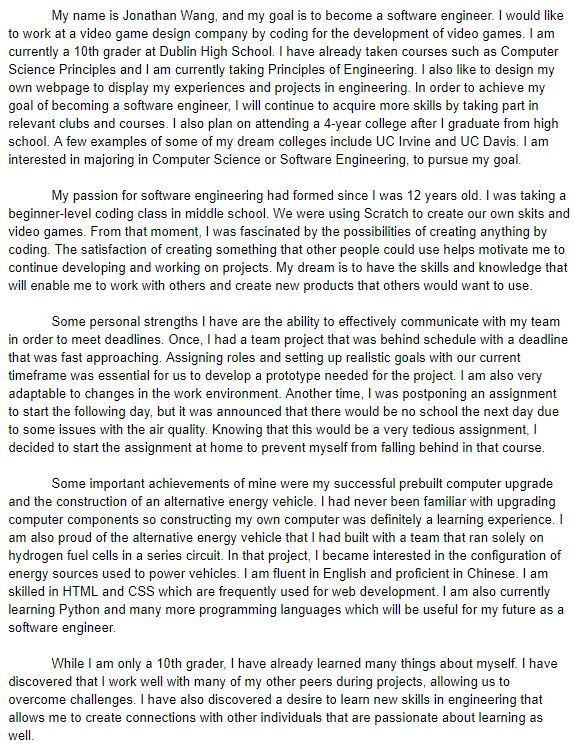 My name is Jonathan Wang, and my goal is to become a software engineer. I would like
to work at a video game design company by coding for the development of video games. I am
currently a 10th grader at Dublin High School. I have already taken courses such as Computer
Science Principles and I am currently taking Principles of Engineering. I also like to design my
own webpage to display my experiences and projects in engineering. In order to achieve my
goal of becoming a software engineer, I will continue to acquire more skills by taking part in
relevant clubs and courses. I also plan on attending a 4-year college after I graduate from high
school. A few examples of some of my dream colleges include UC Irvine and UC Davis. I am
interested in majoring in Computer Science or Software Engineering, to pursue my goal.
My passion for software engineering had formed since I was 12 years old. I was taking a
beginner-level coding class in middle school. We were using Scratch to create our own skits and
video games. From that moment, I was fascinated by the possibilities of creating anything by
coding. The satisfaction of creating something that other people could use helps motivate me to
continue developing and working on projects. My dream is to have the skills and knowledge that
will enable me to work with others and create new products that others would want to use.
Some personal strengths I have are the ability to effectively communicate with my team
in order to meet deadlines. Once, I had a team project that was behind schedule with a deadline
that was fast approaching. Assigning roles and setting up realistic goals with our current
timeframe was essential for us to develop a prototype needed for the project. I am also very
adaptable to changes in the work environment. Another time, I was postponing an assignment
to start the following day, but it was announced that there would be no school the next day due
to some issues with the air quality. Knowing that this would be a very tedious assignment, I
decided to start the assignment at home to prevent myself from falling behind in that course.
Some important achievements of mine were my successful prebuilt computer upgrade
and the construction of an alternative energy vehicle. I had never been familiar with upgrading
computer components so constructing my own computer was definitely a learning experience. I
am also proud of the alternative energy vehicle that I had built with a team that ran solely on
hydrogen fuel cells in a series circuit. In that project, I became interested in the configuration of
energy sources used to power vehicles. I am fluent in English and proficient in Chinese. I am
skilled in HTML and CSS which are frequently used for web development. I am also currently
learning Python and many more programming languages which will be useful for my future as a
software engineer.
While I am only a 10th grader, I have already learned many things about myself. I have
discovered that I work well with many of my other peers during projects, allowing us to
overcome challenges. I have also discovered a desire to learn new skills in engineering that
allows me to create connections with other individuals that are passionate about learning as
well.